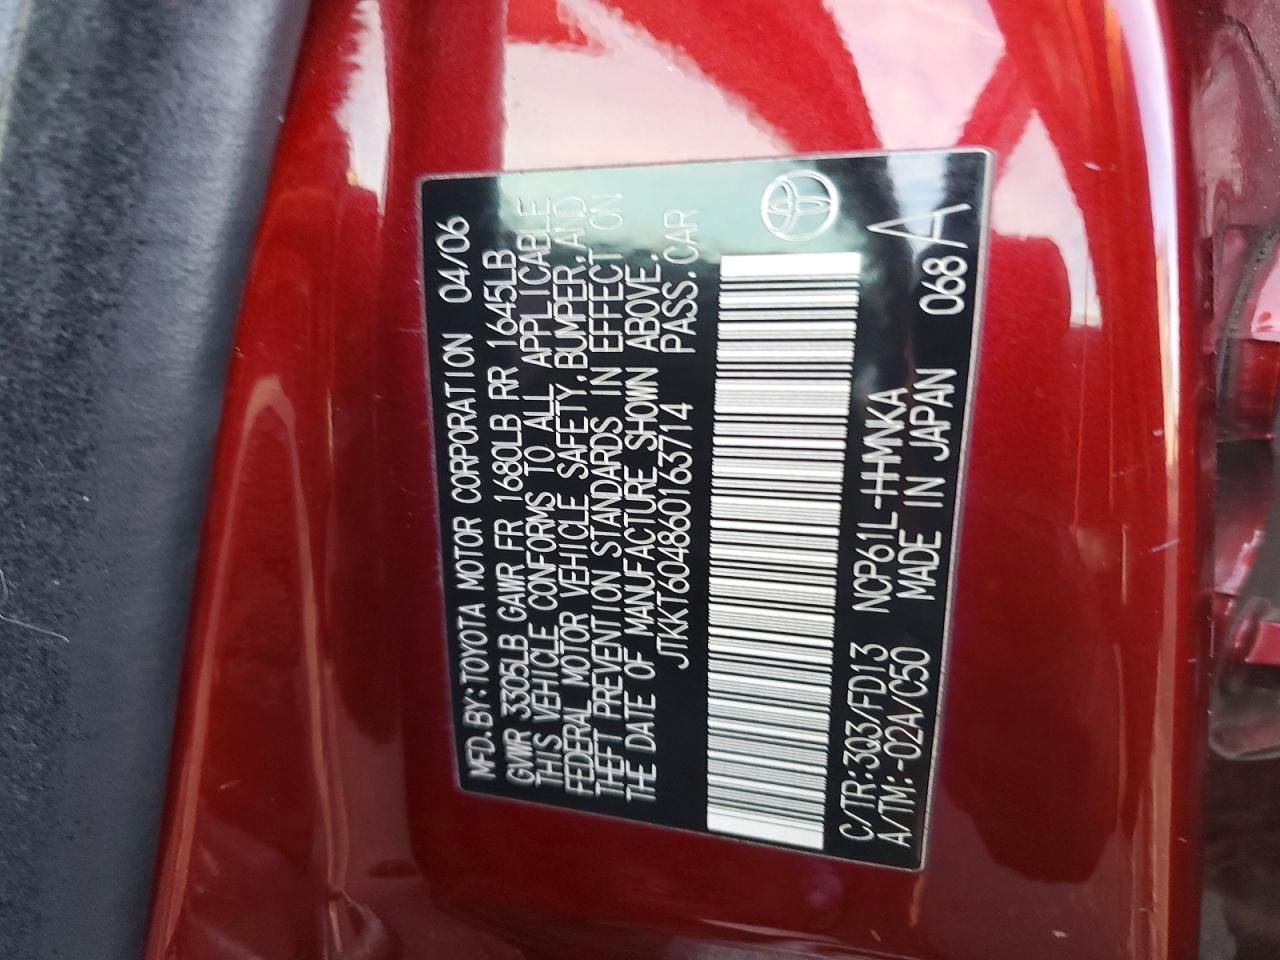 MFD.BY:TOYOTA MOTOR CORPORATION 04/06
GVWR 3305LB GAWR FR 1680LB RR 1645LB
THIS VEHICLE CONFORMS TO ALL APPLICABLE
FEDERAL MOTOR VEHICLE SAFETY,BUMPER,AND
THEFT PREVENTION STANDARDS IN EFFECT ON
THE DATE OF MANUFACTURE SHOWN ABOVE.
JTKKT604860163714 PASS.CAR
C/TR:3Q3/FD13 NCP61L-HHMNKA
A/TM:-02A/C50 MADE IN JAPAN 068A